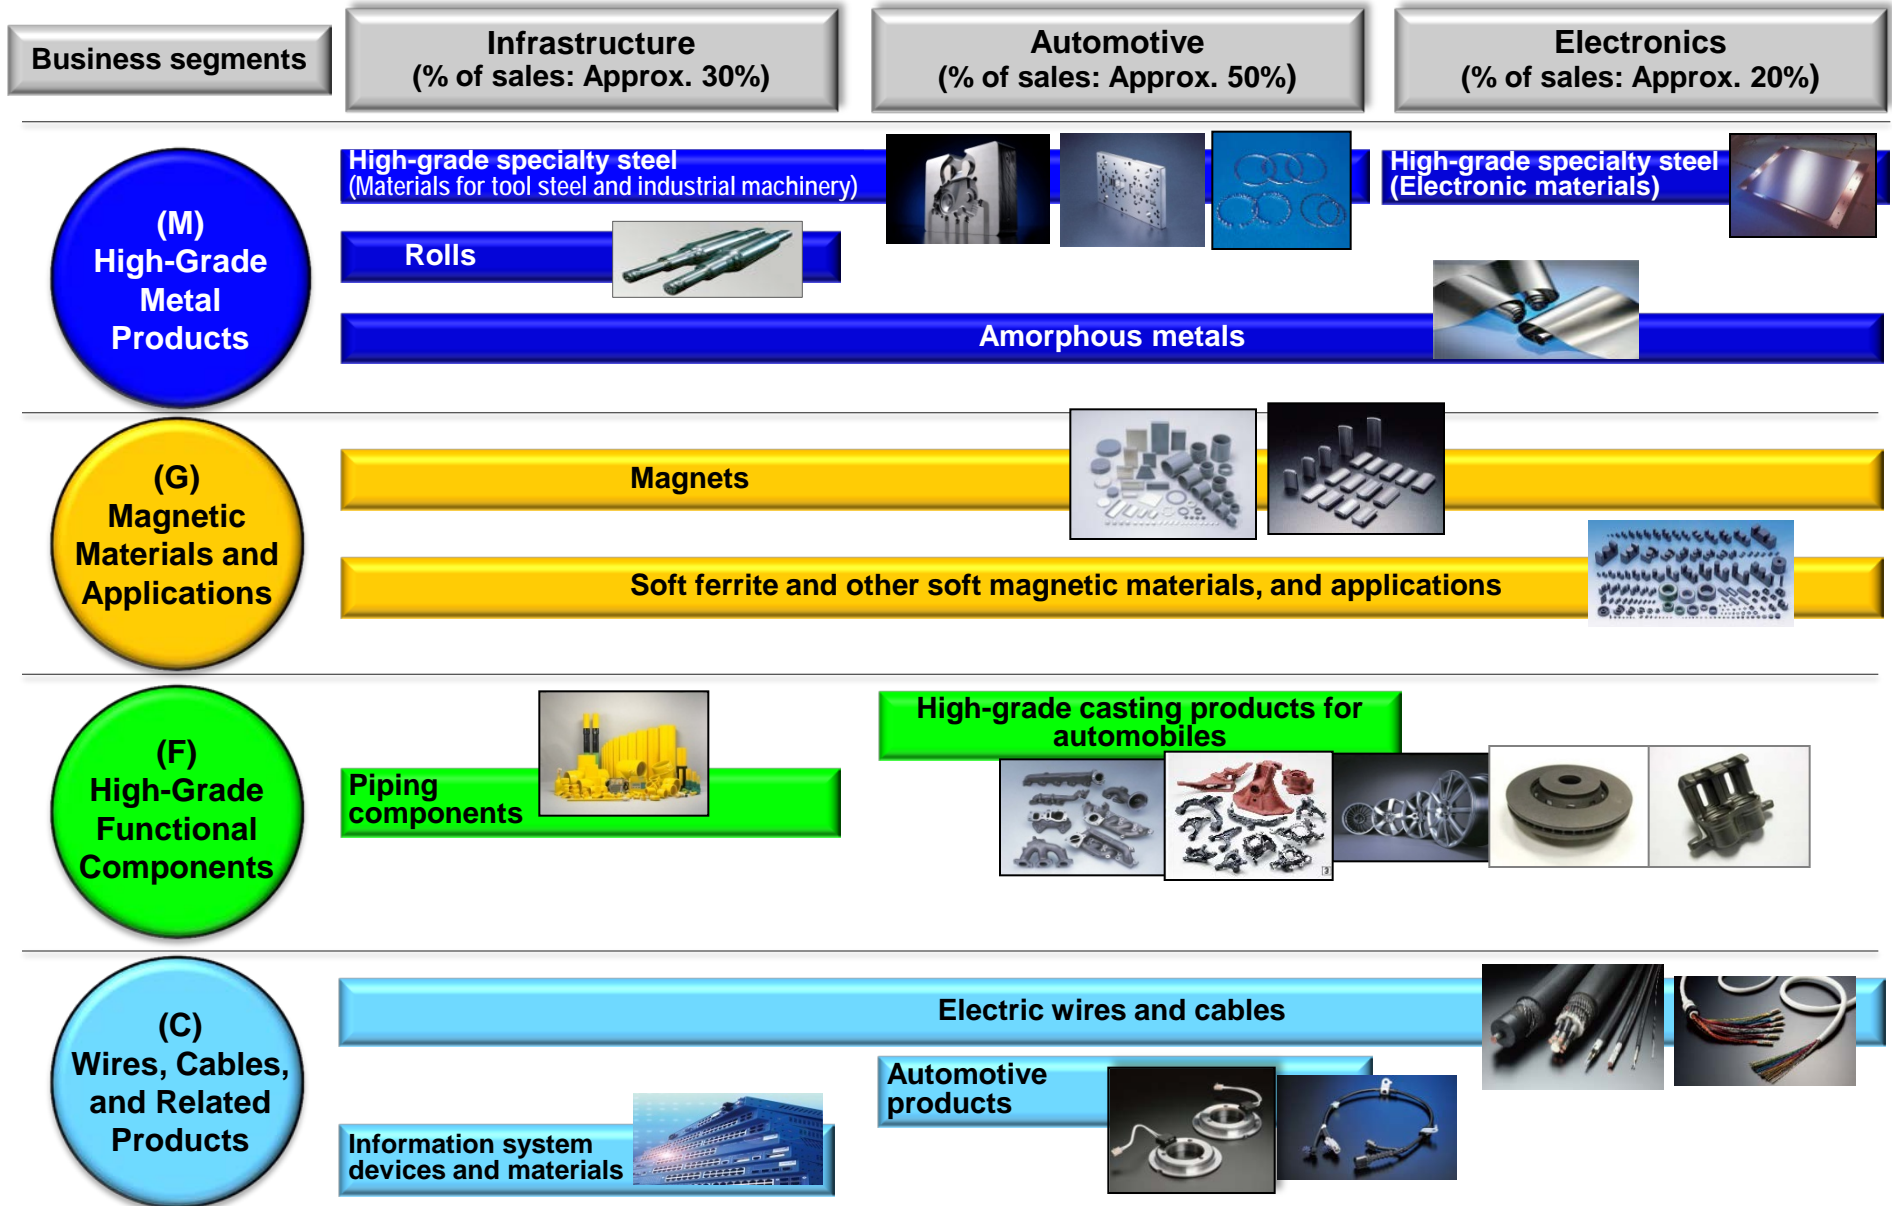 Business segments
Infrastructure
(% of sales: Approx. 30%)
Automotive
(% of sales: Approx. 50%)
Electronics
(% of sales: Approx. 20%)
(M)
High-Grade
Metal
Products
High-grade specialty steel
(Materials for tool steel and industrial machinery)
High-grade specialty steel
(Electronic materials)
Rolls
Amorphous metals
(G)
Magnetic
Materials and
Applications
Magnets
Soft ferrite and other soft magnetic materials, and applications
(F)
High-Grade
Functional
Components
Piping
components
High-grade casting products for
automobiles
(C)
Wires, Cables,
and Related
Products
Electric wires and cables
Automotive
products
Information system
devices and materials